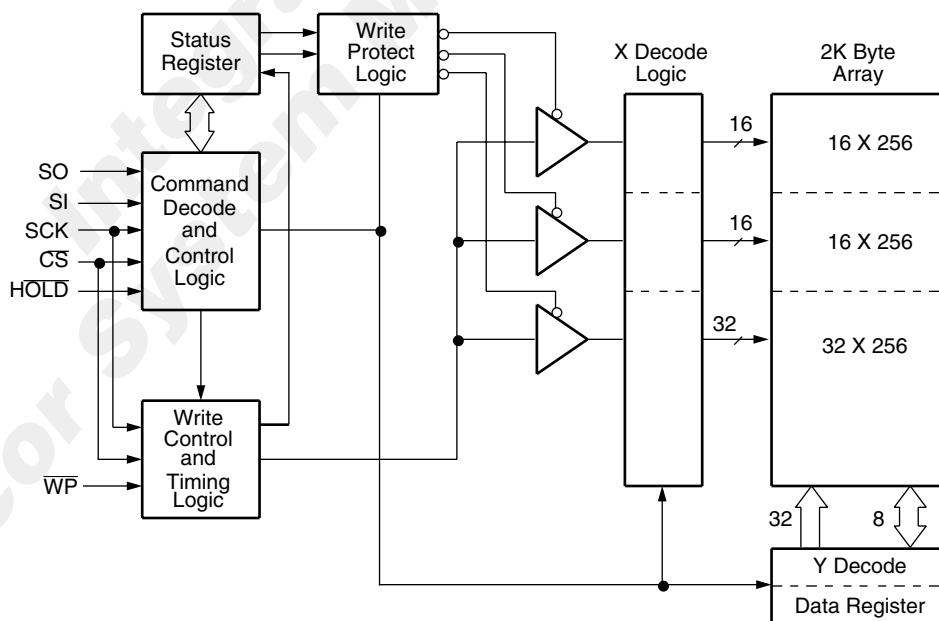 Status
Register
Write
Protect
Logic
X Decode
Logic
2K Byte
Array
SO
SI
SCK
CS
HOLD
Command
Decode
and
Control
Logic
16
16 X 256
16
16 X 256
32
32 X 256
WP
Write
Control
and
Timing
Logic
32
8
Y Decode
Data Register